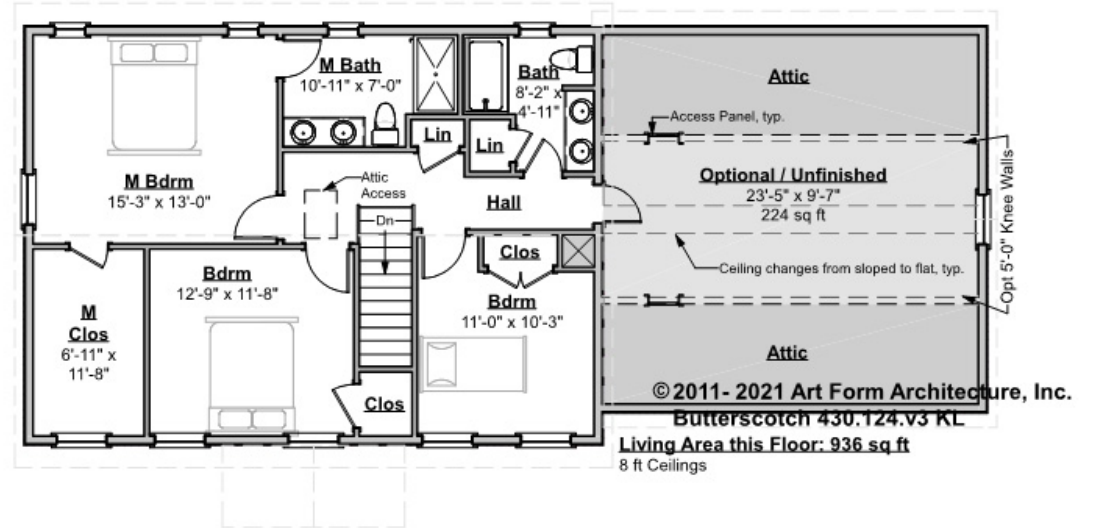 M Bath
10'-11" x 7'-0"
Bath
8'-2" x
4'-11"
Attic
Access Panel, typ.
Lin
Lin
M Bdrm
15'-3" x 13'-0"
Attic
Access
Dn
Hall
Optional / Unfinished
23'-5" x 9'-7"
224 sq ft
Opt 5'-0" Knee Walls
Ceiling changes from sloped to flat, typ.
Clos
Bdrm
12'-9" x 11'-8"
Bdrm
11'-0" x 10'-3"
M
Clos
6'-11" x
11'-8"
Attic
Clos
©2011- 2021 Art Form Architecture, Inc.
Butterscotch 430.124.v3 KL
Living Area this Floor: 936 sq ft
8 ft Ceilings